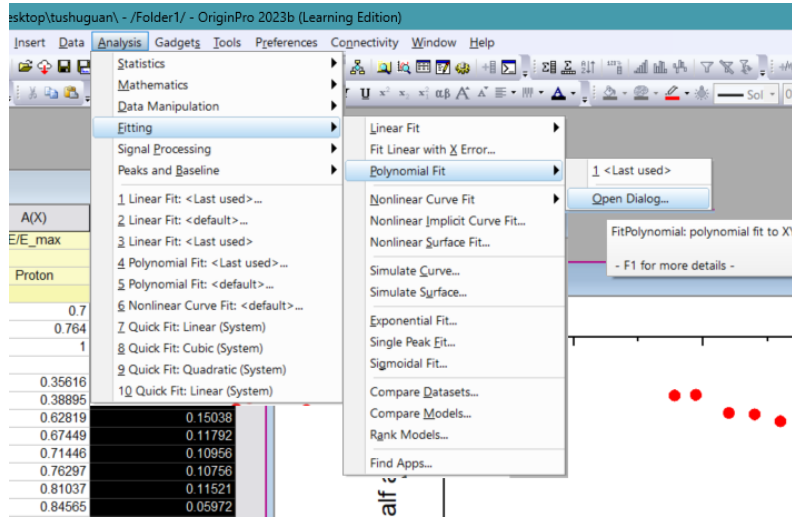 esktop\tushuguan\ - /Folder1/ - OriginPro 2023b (Learning Edition)
Insert Data Analysis Gadgets Tools Preferences Connectivity Window Help
Statistics
Mathematics
Data Manipulation
Fitting
Signal Processing
Peaks and Baseline
1 Linear Fit: <Last used>...
2 Linear Fit: <default>...
3 Linear Fit: <Last used>
4 Polynomial Fit: <Last used>...
5 Polynomial Fit: <default>...
6 Nonlinear Curve Fit: <default>...
7 Quick Fit: Linear (System)
8 Quick Fit: Cubic (System)
9 Quick Fit: Quadratic (System)
10 Quick Fit: Linear (System)
Linear Fit
Fit Linear with X Error...
Polynomial Fit
Nonlinear Curve Fit
Nonlinear Implicit Curve Fit...
Nonlinear Surface Fit...
Simulate Curve...
Simulate Surface...
Exponential Fit...
Single Peak Fit...
Sigmoidal Fit...
Compare Datasets...
Compare Models...
Rank Models...
Find Apps...
1 <Last used>
Open Dialog...
FitPolynomial: polynomial fit to XY
- F1 for more details -
U x² x₂ αβ A A A
Sol 0
A(X)
E/E_max
Proton
0.7
0.764
1
0.35616
0.38895
0.62819 0.15038
0.67449 0.11792
0.71446 0.10956
0.76297 0.10756
0.81037 0.11521
0.84565 0.05972
alf